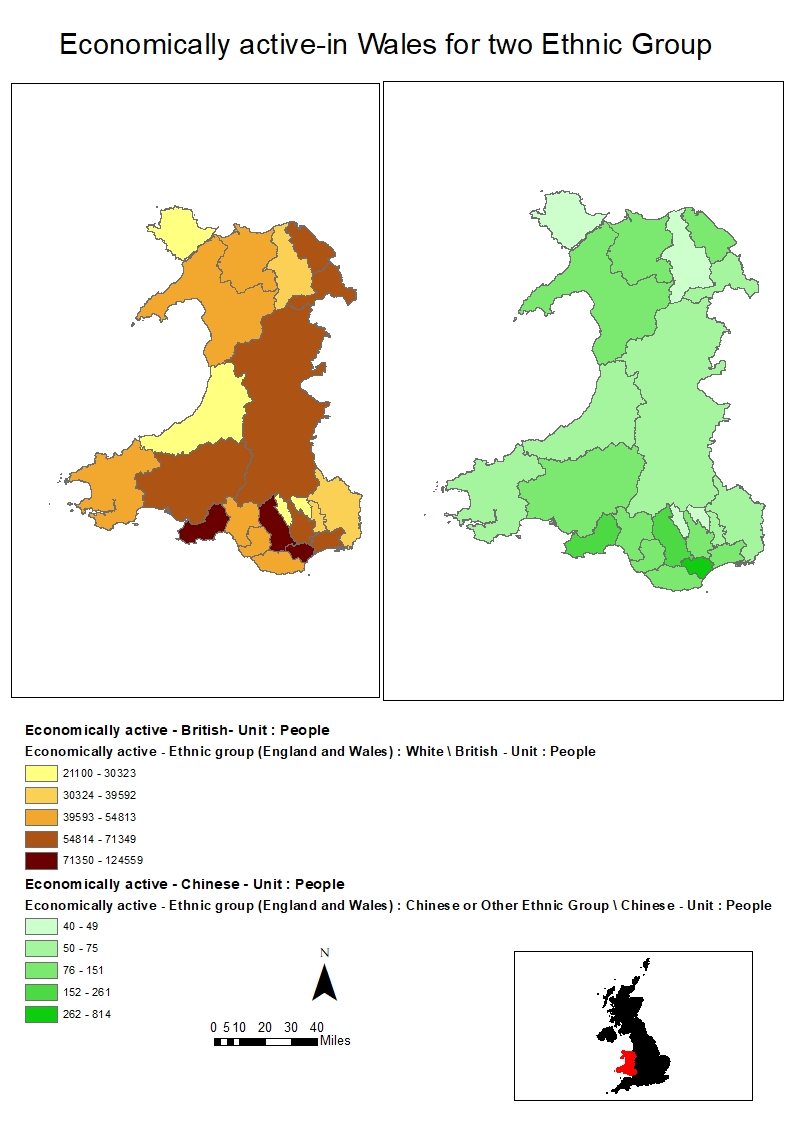 Economically active-in Wales for two Ethnic Group
Economically active - British- Unit : People
Economically active - Ethnic group (England and Wales) : White \ British - Unit : People
21100 - 30323
30324 - 39592
39593 - 54813
54814 - 71349
71350 - 124559
Economically active - Chinese - Unit : People
Economically active - Ethnic group (England and Wales) : Chinese or Other Ethnic Group \ Chinese - Unit : People
40 - 49
50 - 75
76 - 151
152 - 261
262 - 814
N
0 5 10 20 30 40
Miles